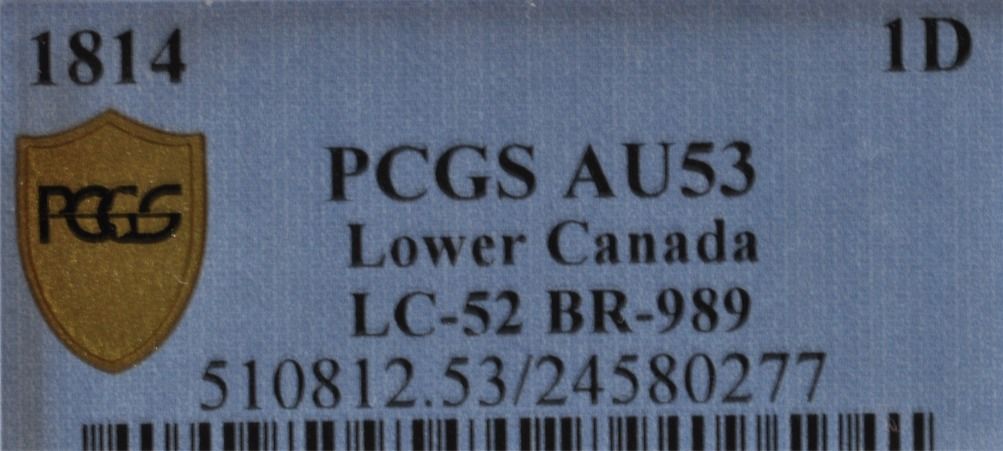 1814 1D
PCGS AU53
PCGS
Lower Canada
LC-52 BR-989
510812.53/24580277